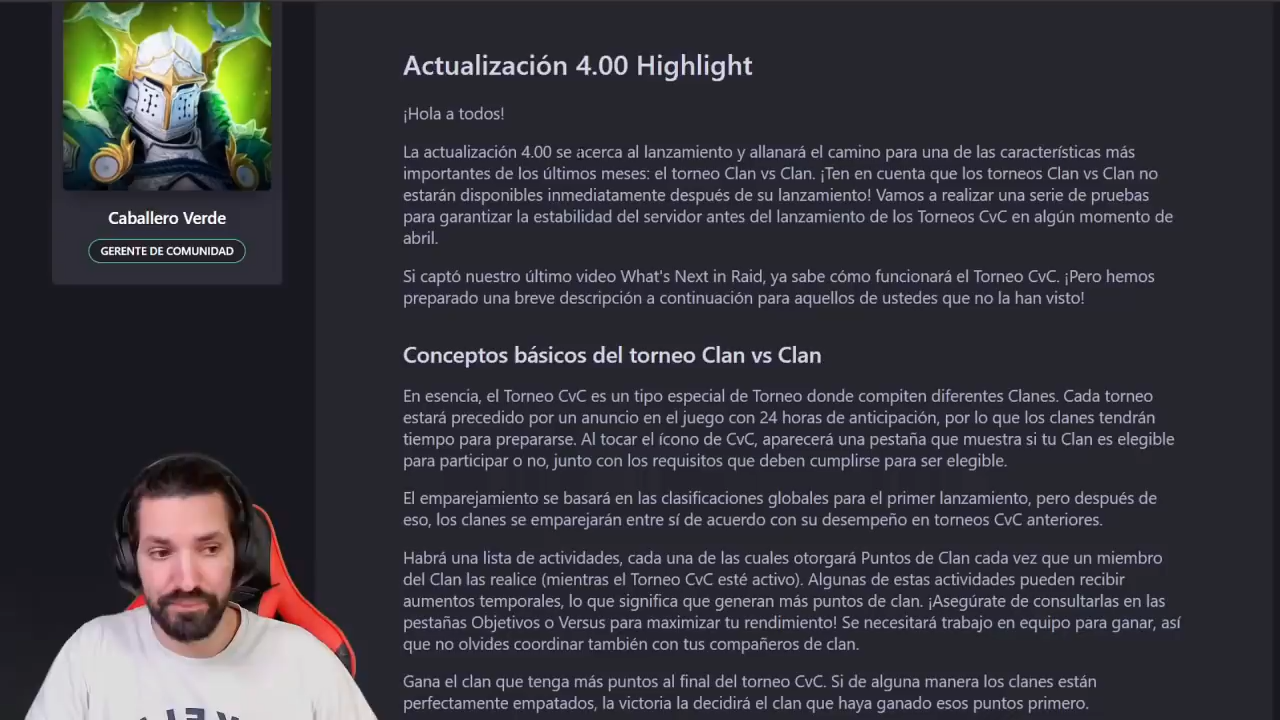 Actualización 4.00 Highlight
¡Hola a todos!
La actualización 4.00 se acerca al lanzamiento y allanará el camino para una de las características más
importantes de los últimos meses: el torneo Clan vs Clan. ¡Ten en cuenta que los torneos Clan vs Clan no
estarán disponibles inmediatamente después de su lanzamiento! Vamos a realizar una serie de pruebas
para garantizar la estabilidad del servidor antes del lanzamiento de los Torneos CvC en algún momento de
abril.
Si captó nuestro último video What's Next in Raid, ya sabe cómo funcionará el Torneo CvC. ¡Pero hemos
preparado una breve descripción a continuación para aquellos de ustedes que no la han visto!
Conceptos básicos del torneo Clan vs Clan
En esencia, el Torneo CvC es un tipo especial de Torneo donde compiten diferentes Clanes. Cada torneo
estará precedido por un anuncio en el juego con 24 horas de anticipación, por lo que los clanes tendrán
tiempo para prepararse. Al tocar el ícono de CvC, aparecerá una pestaña que muestra si tu Clan es elegible
para participar o no, junto con los requisitos que deben cumplirse para ser elegible.
El emparejamiento se basará en las clasificaciones globales para el primer lanzamiento, pero después de
eso, los clanes se emparejarán entre sí de acuerdo con su desempeño en torneos CvC anteriores.
Habrá una lista de actividades, cada una de las cuales otorgará Puntos de Clan cada vez que un miembro
del Clan las realice (mientras el Torneo CvC esté activo). Algunas de estas actividades pueden recibir
aumentos temporales, lo que significa que generan más puntos de clan. ¡Asegúrate de consultarlas en las
pestañas Objetivos o Versus para maximizar tu rendimiento! Se necesitará trabajo en equipo para ganar, así
que no olvides coordinar también con tus compañeros de clan.
Gana el clan que tenga más puntos al final del torneo CvC. Si de alguna manera los clanes están
perfectamente empatados, la victoria la decidirá el clan que haya ganado esos puntos primero.
Caballero Verde
GERENTE DE COMUNIDAD